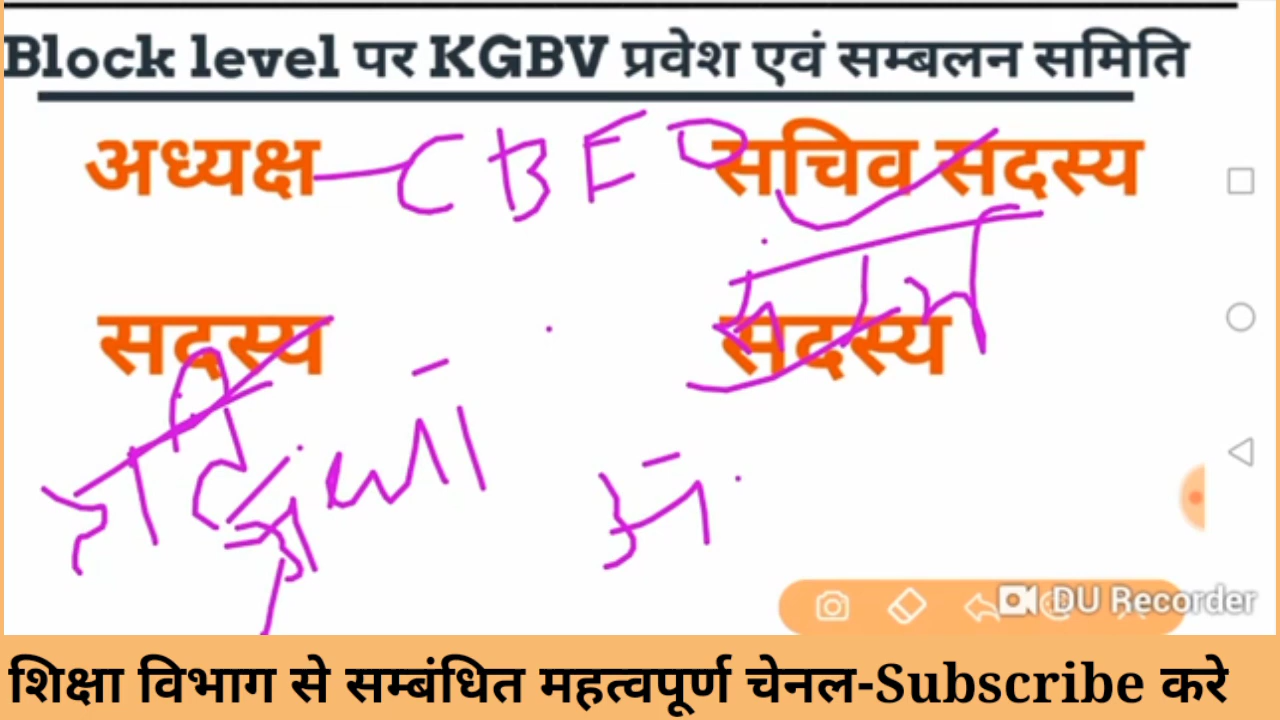 Block level पर KGBV प्रवेश एवं सम्बलन समिति
अध्यक्ष CBEO सचिव सदस्य
सदस्य सदस्य
DU Recorder
शिक्षा विभाग से सम्बंधित महत्वपूर्ण चेनल-Subscribe करे